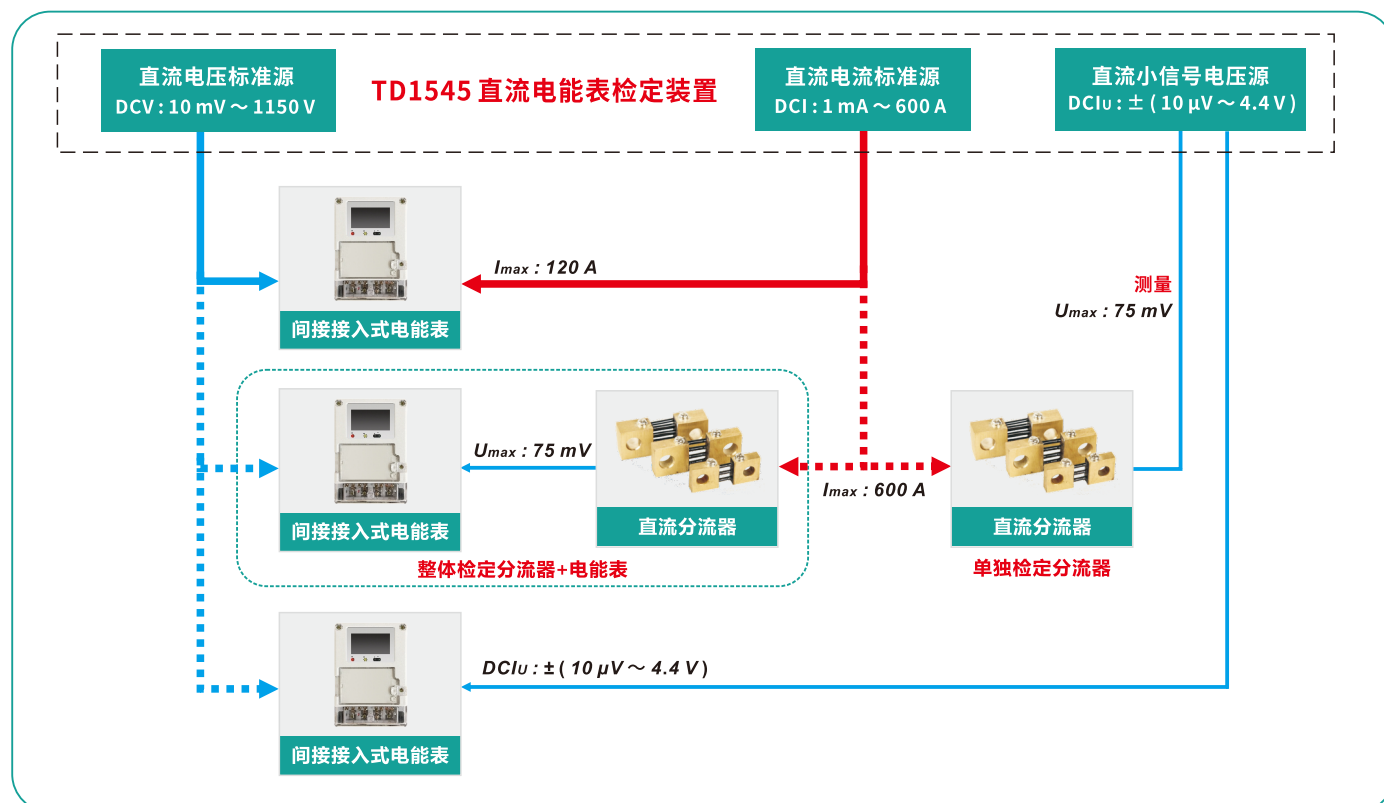 直流电压标准源
DCV : 10 mV ～ 1150 V
TD1545 直流电能表检定装置
直流电流标准源
DCI : 1 mA ～ 600 A
直流小信号电压源
DCIU : ± ( 10 μV ～ 4.4 V )
Imax : 120 A
间接接入式电能表
测量
Umax : 75 mV
Umax : 75 mV
Imax : 600 A
间接接入式电能表
直流分流器
直流分流器
整体检定分流器+电能表
单独检定分流器
DCIU : ± ( 10 μV ～ 4.4 V )
间接接入式电能表